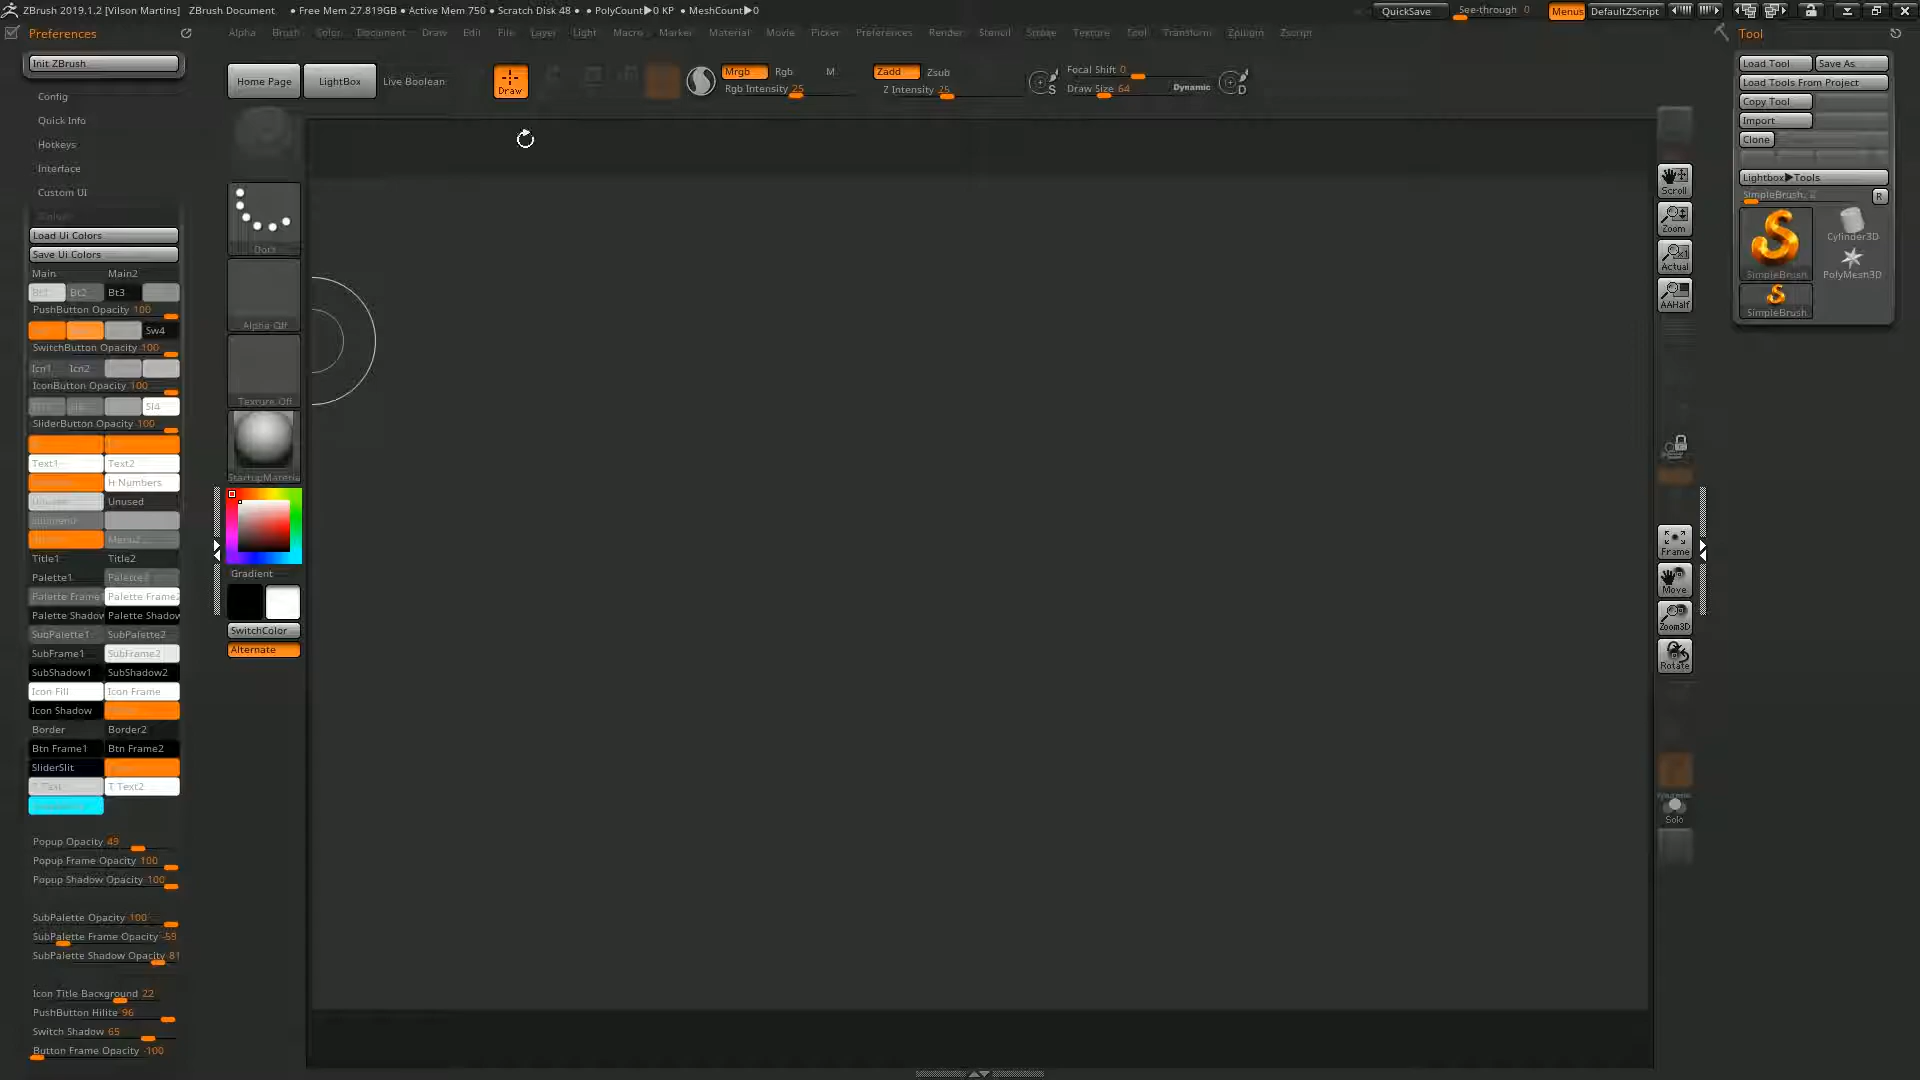 ZBrush 2019.1.2 [Vilson Martins] ZBrush Document • Free Mem 27.819GB • Active Mem 750 • Scratch Disk 48 • • PolyCount▶0 KP • MeshCount▶0
QuickSave See-through 0 Menus DefaultZScript
Preferences
Alpha Brush Color Document Draw Edit File Layer Light Macro Marker Material Movie Picker Preferences Render Stencil Stroke Texture Tool Transform Zplugin Zscript
Tool
Init ZBrush
Config
Quick Info
Hotkeys
Interface
Custom UI
Load Ui Colors
Save Ui Colors
Main Main2
Bt1 Bt2 Bt3
PushButton Opacity 100
Sw4
SwitchButton Opacity 100
Icn1 Icn2
IconButton Opacity 100
Sl4
SliderButton Opacity 100
Text1 Text2
H Numbers
Unused
Menu2
Title1 Title2
Palette1 Palette2
Palette Frame1 Palette Frame2
Palette Shadow Palette Shadow
SubPalette1 SubPalette2
SubFrame1 SubFrame2
SubShadow1 SubShadow2
Icon Fill Icon Frame
Icon Shadow
Border Border2
Btn Frame1 Btn Frame2
SliderSlit
T Text T Text2
Popup Opacity 49
Popup Frame Opacity 100
Popup Shadow Opacity 100
SubPalette Opacity 100
SubPalette Frame Opacity -59
SubPalette Shadow Opacity 81
Icon Title Background 22
PushButton Hilite 96
Switch Shadow 65
Button Frame Opacity -100
Home Page
LightBox
Live Boolean
Draw
Mrgb Rgb M
Rgb Intensity 25
Zadd Zsub
Z Intensity 25
S
Focal Shift 0
Draw Size 64 Dynamic
D
Dots
Alpha Off
Texture Off
StartupMateria
Gradient
SwitchColor
Alternate
Scroll
Zoom
Actual
AAHalf
Frame
Move
Zoom3D
Rotate
Solo
Load Tool Save As
Load Tools From Project
Copy Tool
Import
Clone
Lightbox▶Tools
SimpleBrush. 2 R
SimpleBrush
Cylinder3D
PolyMesh3D
SimpleBrush